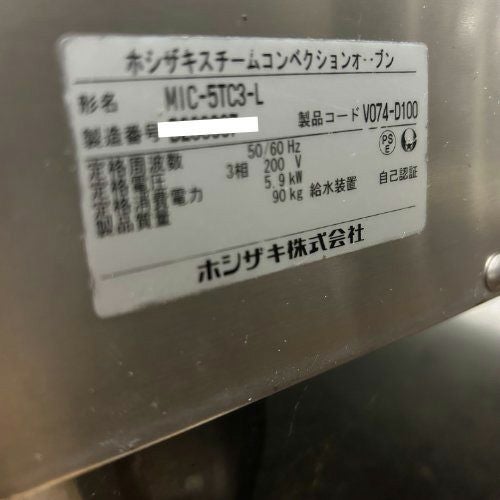 ホシザキスチームコンベクションオーブン
形名 MIC-5TC3-L
製造番号 製品コード V074-D100
定格周波数 50/60 Hz
定格電圧 3相 200 V
定格消費電力 5.9 kW 給水装置 自己認証
製品質量 90 kg
PS E
ホシザキ株式会社